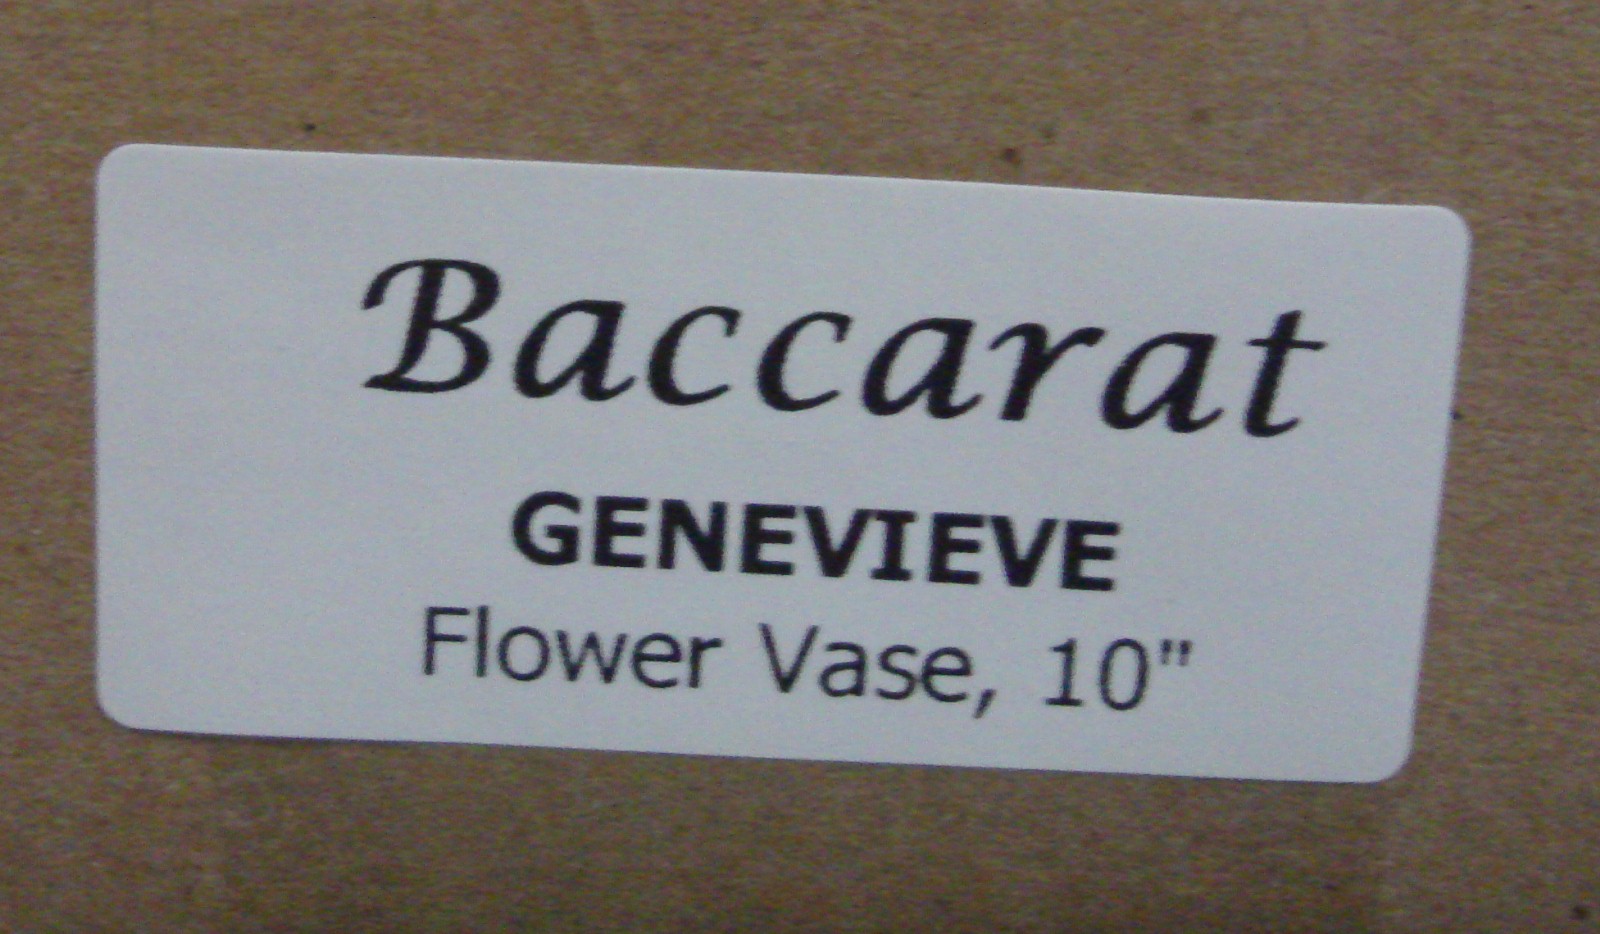 Baccarat
GENEVIEVE
Flower Vase, 10"